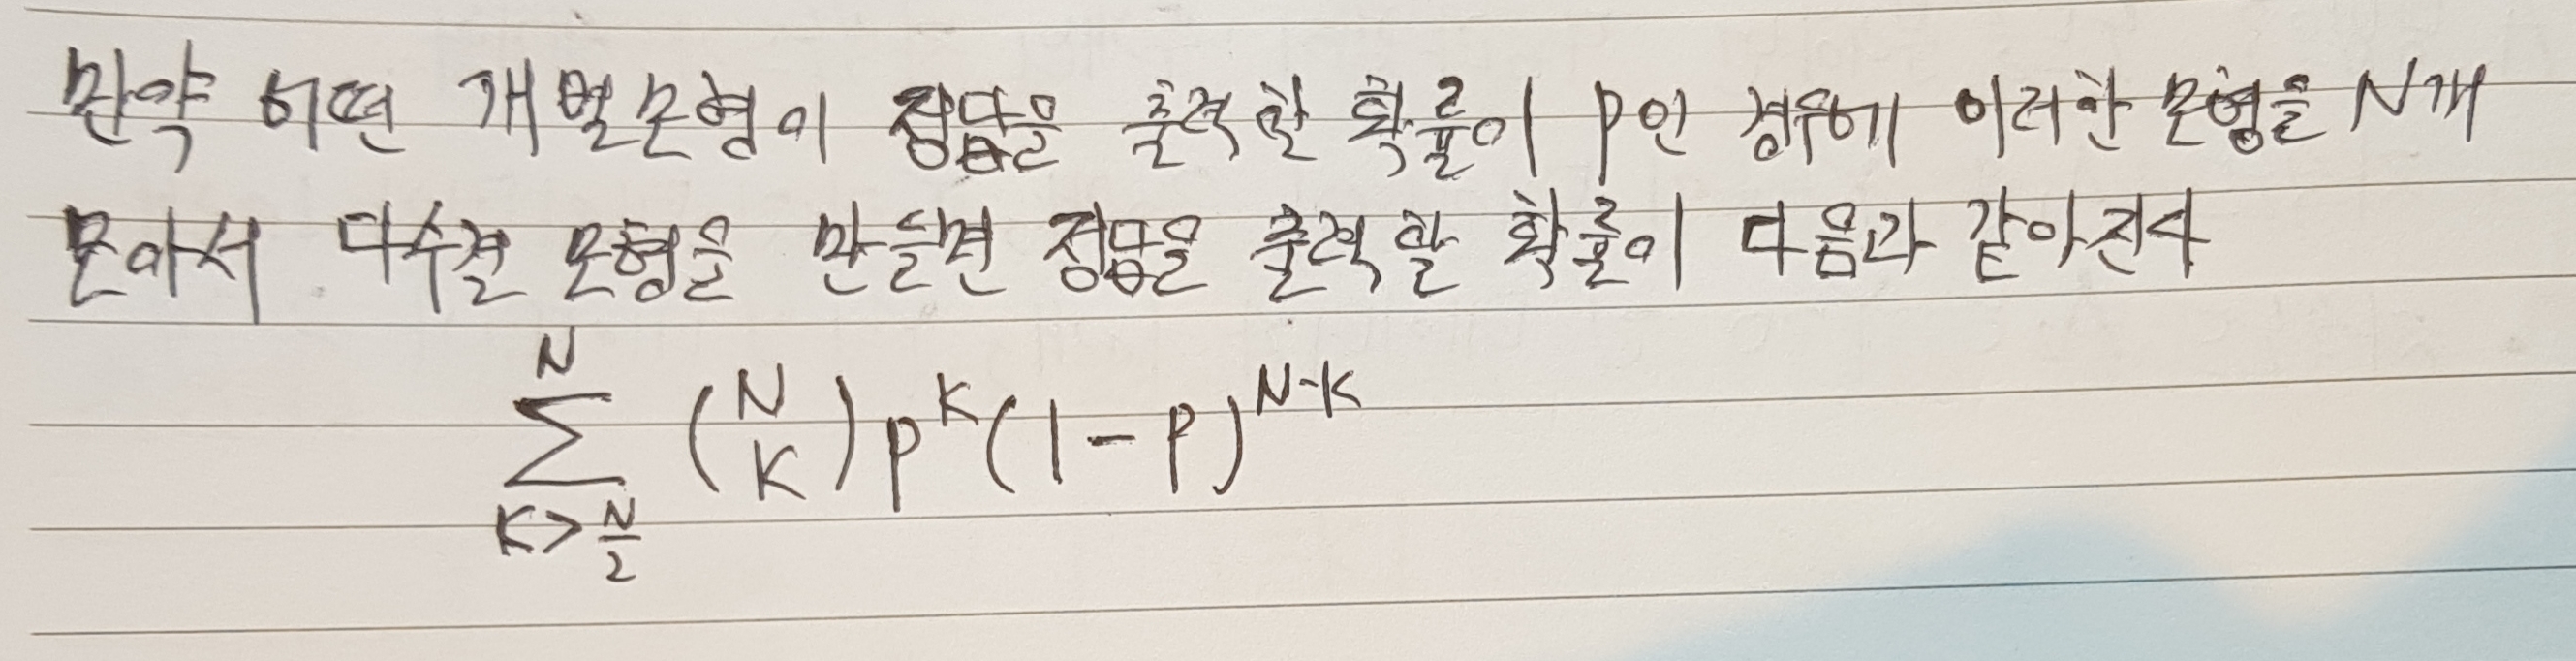 만약 어떤 개별모형이 정답을 출력할 확률이 p인 경우에 이러한 모형을 N개
모아서 다수결 모형을 만들면 정답을 출력할 확률이 다음과 같아진다
\sum_{K>\frac{N}{2}}^{N} \binom{N}{K} p^{K}(1-p)^{N-K}